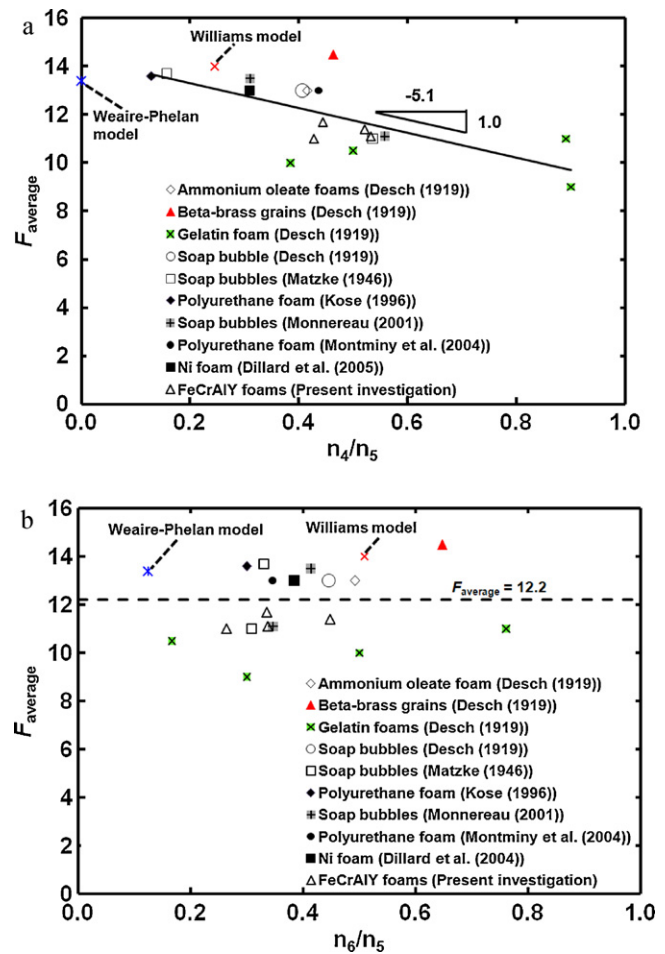 a
16
14
12
10
8
6
4
2
0
F average
Williams model
Weaire-Phelan
model
-5.1
1.0
Ammonium oleate foams (Desch (1919))
Beta-brass grains (Desch (1919))
Gelatin foam (Desch (1919))
Soap bubble (Desch (1919))
Soap bubbles (Matzke (1946))
Polyurethane foam (Kose (1996))
Soap bubbles (Monnereau (2001))
Polyurethane foam (Montminy et al. (2004))
Ni foam (Dillard et al. (2005))
FeCrAlY foams (Present investigation)
0.0 0.2 0.4 0.6 0.8 1.0
n4/n5
b
16
14
12
10
8
6
4
2
0
F average
Weaire-Phelan model
Williams model
F average = 12.2
Ammonium oleate foam (Desch (1919))
Beta-brass grains (Desch (1919))
Gelatin foams (Desch (1919))
Soap bubbles (Desch (1919))
Soap bubbles (Matzke (1946))
Polyurethane foam (Kose (1996))
Soap bubbles (Monnereau (2001))
Polyurethane foam (Montminy et al. (2004))
Ni foam (Dillard et al. (2004))
FeCrAlY foams (Present investigation)
0.0 0.2 0.4 0.6 0.8 1.0
n6/n5